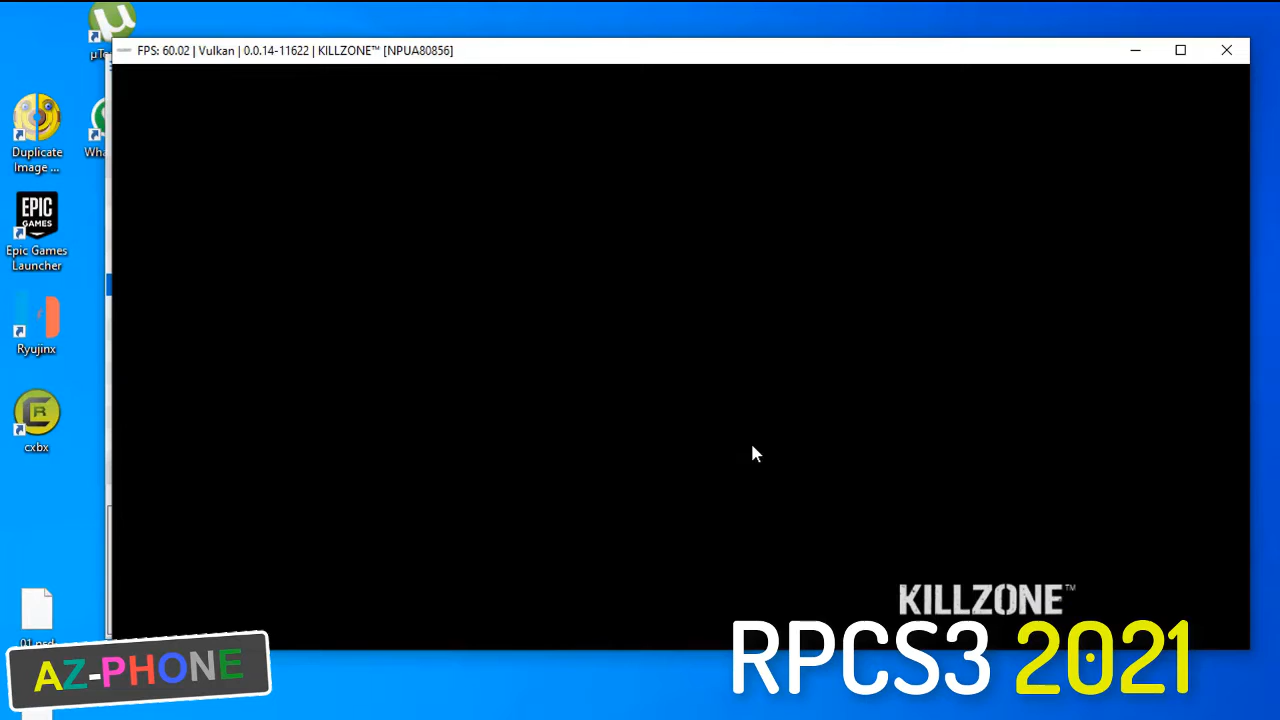 FPS: 60.02 | Vulkan | 0.0.14-11622 | KILLZONE™ [NPUA80856]
Duplicate
Image ...
EPIC
GAMES
Epic Games
Launcher
Ryujinx
R
cxbx
KILLZONE™
RPCS3 2021
AZ-PHONE